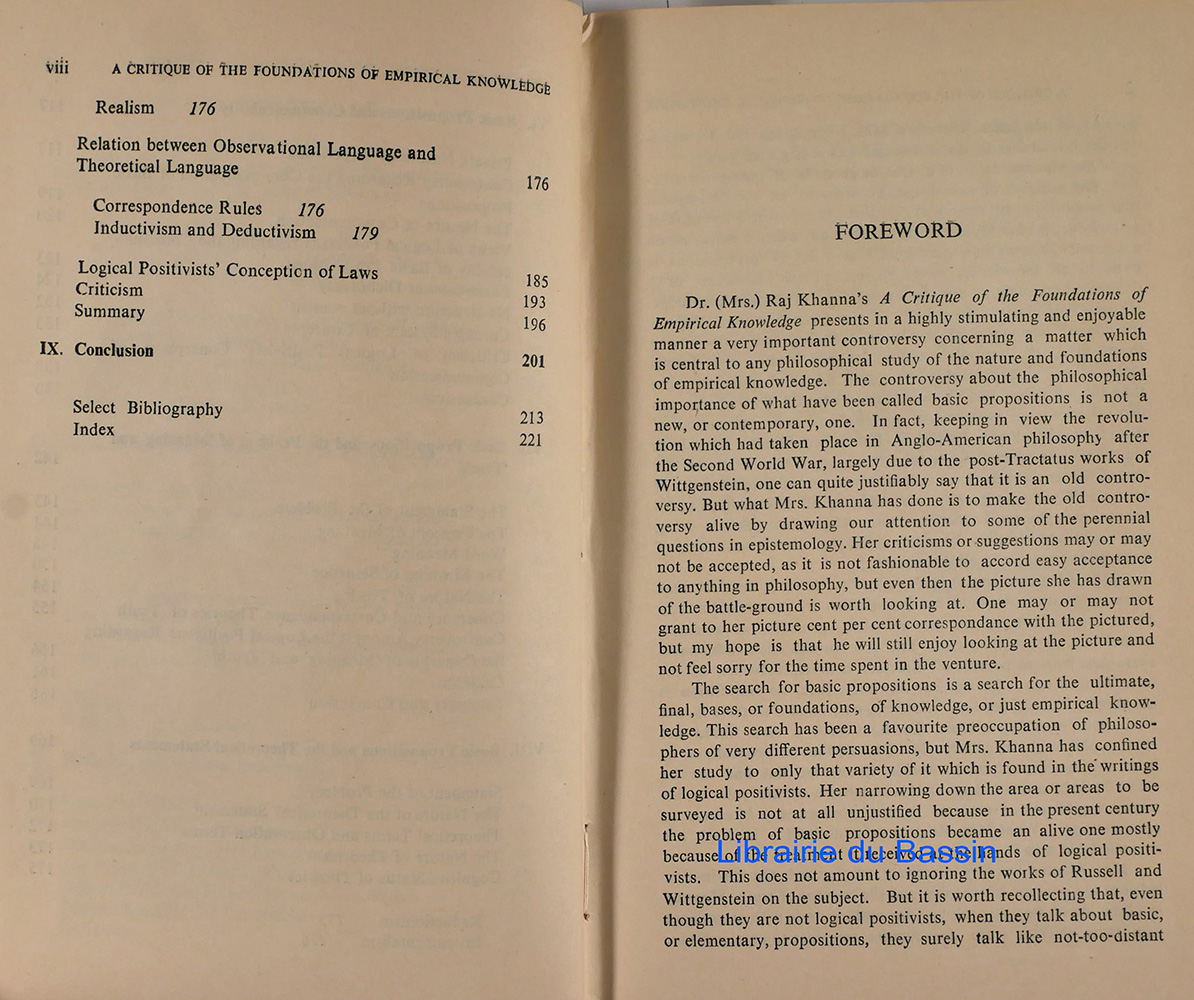 viii A CRITIQUE OF THE FOUNDATIONS OF EMPIRICAL KNOWLEDGE
Realism 176
Relation between Observational Language and
Theoretical Language 176
Correspondence Rules 176
Inductivism and Deductivism 179
Logical Positivists' Conception of Laws 185
Criticism 193
Summary 196
IX. Conclusion 201
Select Bibliography 213
Index 221
FOREWORD
Dr. (Mrs.) Raj Khanna's A Critique of the Foundations of
Empirical Knowledge presents in a highly stimulating and enjoyable
manner a very important controversy concerning a matter which
is central to any philosophical study of the nature and foundations
of empirical knowledge. The controversy about the philosophical
importance of what have been called basic propositions is not a
new, or contemporary, one. In fact, keeping in view the revolu-
tion which had taken place in Anglo-American philosophy after
the Second World War, largely due to the post-Tractatus works of
Wittgenstein, one can quite justifiably say that it is an old contro-
versy. But what Mrs. Khanna has done is to make the old contro-
versy alive by drawing our attention to some of the perennial
questions in epistemology. Her criticisms or suggestions may or may
not be accepted, as it is not fashionable to accord easy acceptance
to anything in philosophy, but even then the picture she has drawn
of the battle-ground is worth looking at. One may or may not
grant to her picture cent per cent correspondence with the pictured,
but my hope is that he will still enjoy looking at the picture and
not feel sorry for the time spent in the venture.
The search for basic propositions is a search for the ultimate,
final, bases, or foundations, of knowledge, or just empirical know-
ledge. This search has been a favourite preoccupation of philoso-
phers of very different persuasions, but Mrs. Khanna has confined
her study to only that variety of it which is found in the writings
of logical positivists. Her narrowing down the area or areas to be
surveyed is not at all unjustified because in the present century
the problem of basic propositions became an alive one mostly
because of the treatment it received at the hands of logical positi-
Librairie du Bassin
vists. This does not amount to ignoring the works of Russell and
Wittgenstein on the subject. But it is worth recollecting that, even
though they are not logical positivists, when they talk about basic,
or elementary, propositions, they surely talk like not-too-distant